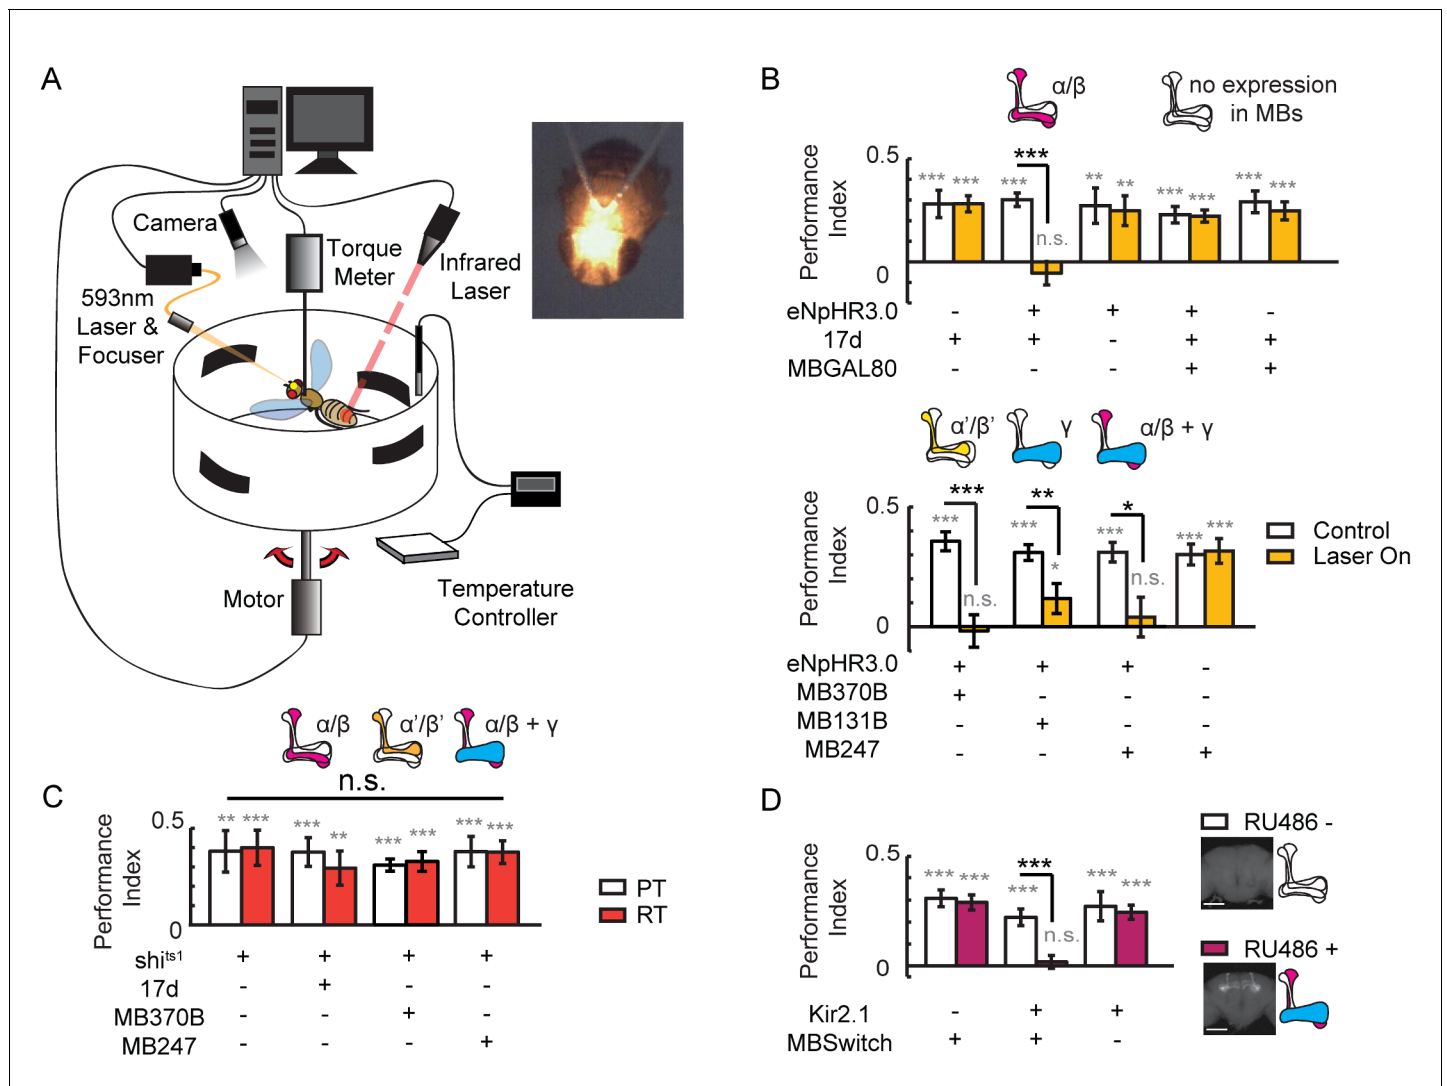 A
Camera
Torque
Meter
Infrared
Laser
593nm
Laser &
Focuser
Motor
Temperature
Controller
B
α/β
no expression
in MBs
Performance
Index
0.5
0
*** *** *** *** n.s. ** ** *** *** *** ***
eNpHR3.0 - + + + -
17d + + - + +
MBGAL80 - - - + +
α'/β' γ α/β + γ
Performance
Index
0.5
0
*** *** n.s. ** *** * * *** n.s. *** ***
Control
Laser On
eNpHR3.0 + + + -
MB370B + - - -
MB131B - + - -
MB247 - - + +
C
α/β α'/β' α/β + γ
n.s.
Performance
Index
0.5
0
** *** *** ** *** *** *** ***
PT
RT
shits1 + + + +
17d - + - -
MB370B - - + -
MB247 - - - +
D
Performance
Index
0.5
0
*** *** *** *** n.s. *** ***
RU486 -
RU486 +
Kir2.1 - + +
MBSwitch + + -